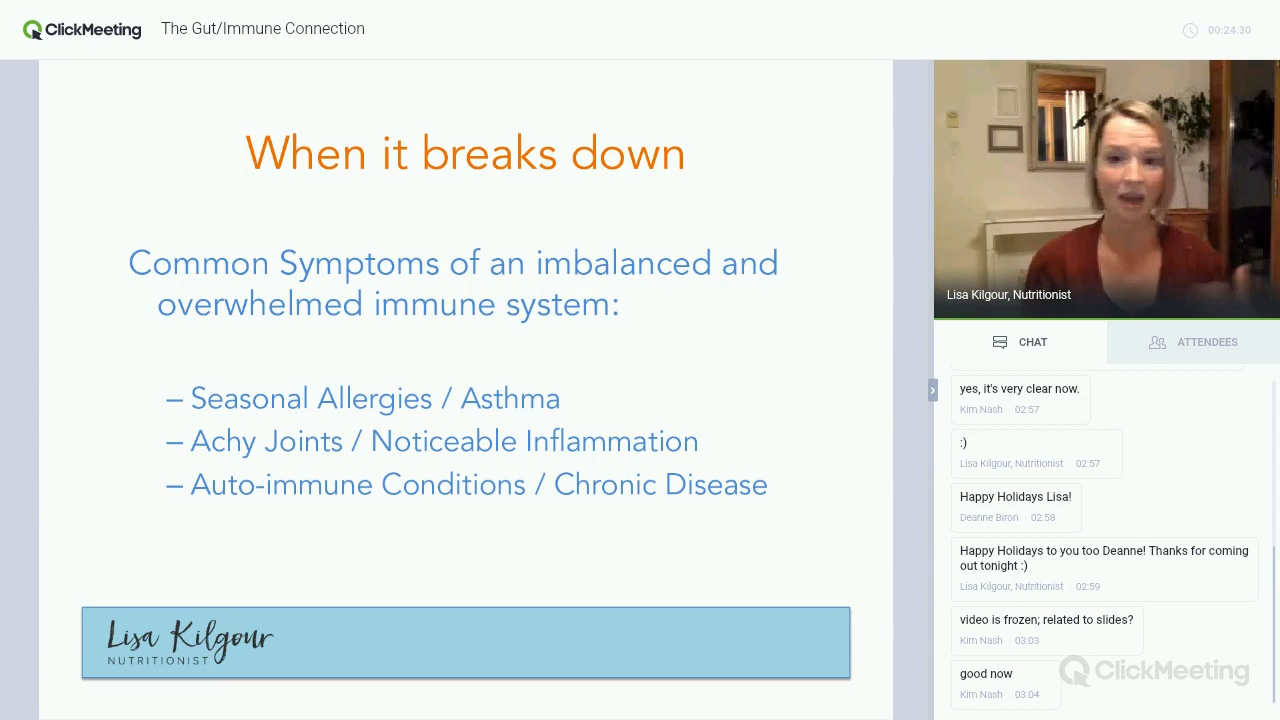 ClickMeeting
The Gut/Immune Connection
00:24:30
When it breaks down
Common Symptoms of an imbalanced and
overwhelmed immune system:
– Seasonal Allergies / Asthma
– Achy Joints / Noticeable Inflammation
– Auto-immune Conditions / Chronic Disease
Lisa Kilgour
NUTRITIONIST
Lisa Kilgour, Nutritionist
CHAT
ATTENDEES
yes, it's very clear now.
Kim Nash · 02:57
:)
Lisa Kilgour, Nutritionist · 02:57
Happy Holidays Lisa!
Deanne Biron · 02:58
Happy Holidays to you too Deanne! Thanks for coming
out tonight :)
Lisa Kilgour, Nutritionist · 02:59
video is frozen; related to slides?
Kim Nash · 03:03
good now
Kim Nash · 03:04
ClickMeeting